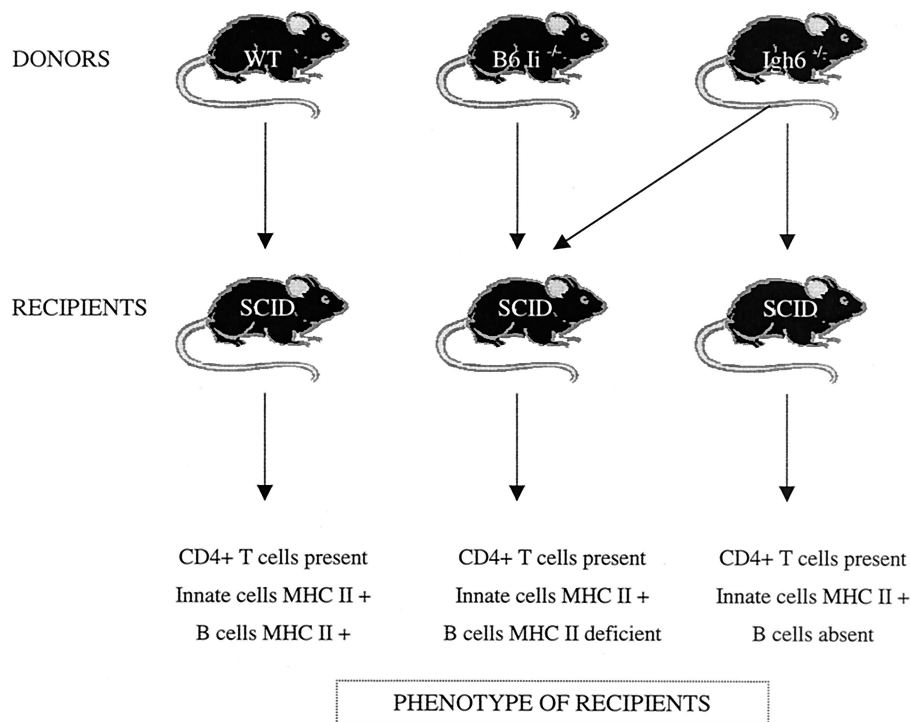 DONORS
WT
B6 Ii -/-
Igh6 -/-
RECIPIENTS
SCID
SCID
SCID
CD4+ T cells present
Innate cells MHC II +
B cells MHC II +
CD4+ T cells present
Innate cells MHC II +
B cells MHC II deficient
CD4+ T cells present
Innate cells MHC II +
B cells absent
PHENOTYPE OF RECIPIENTS